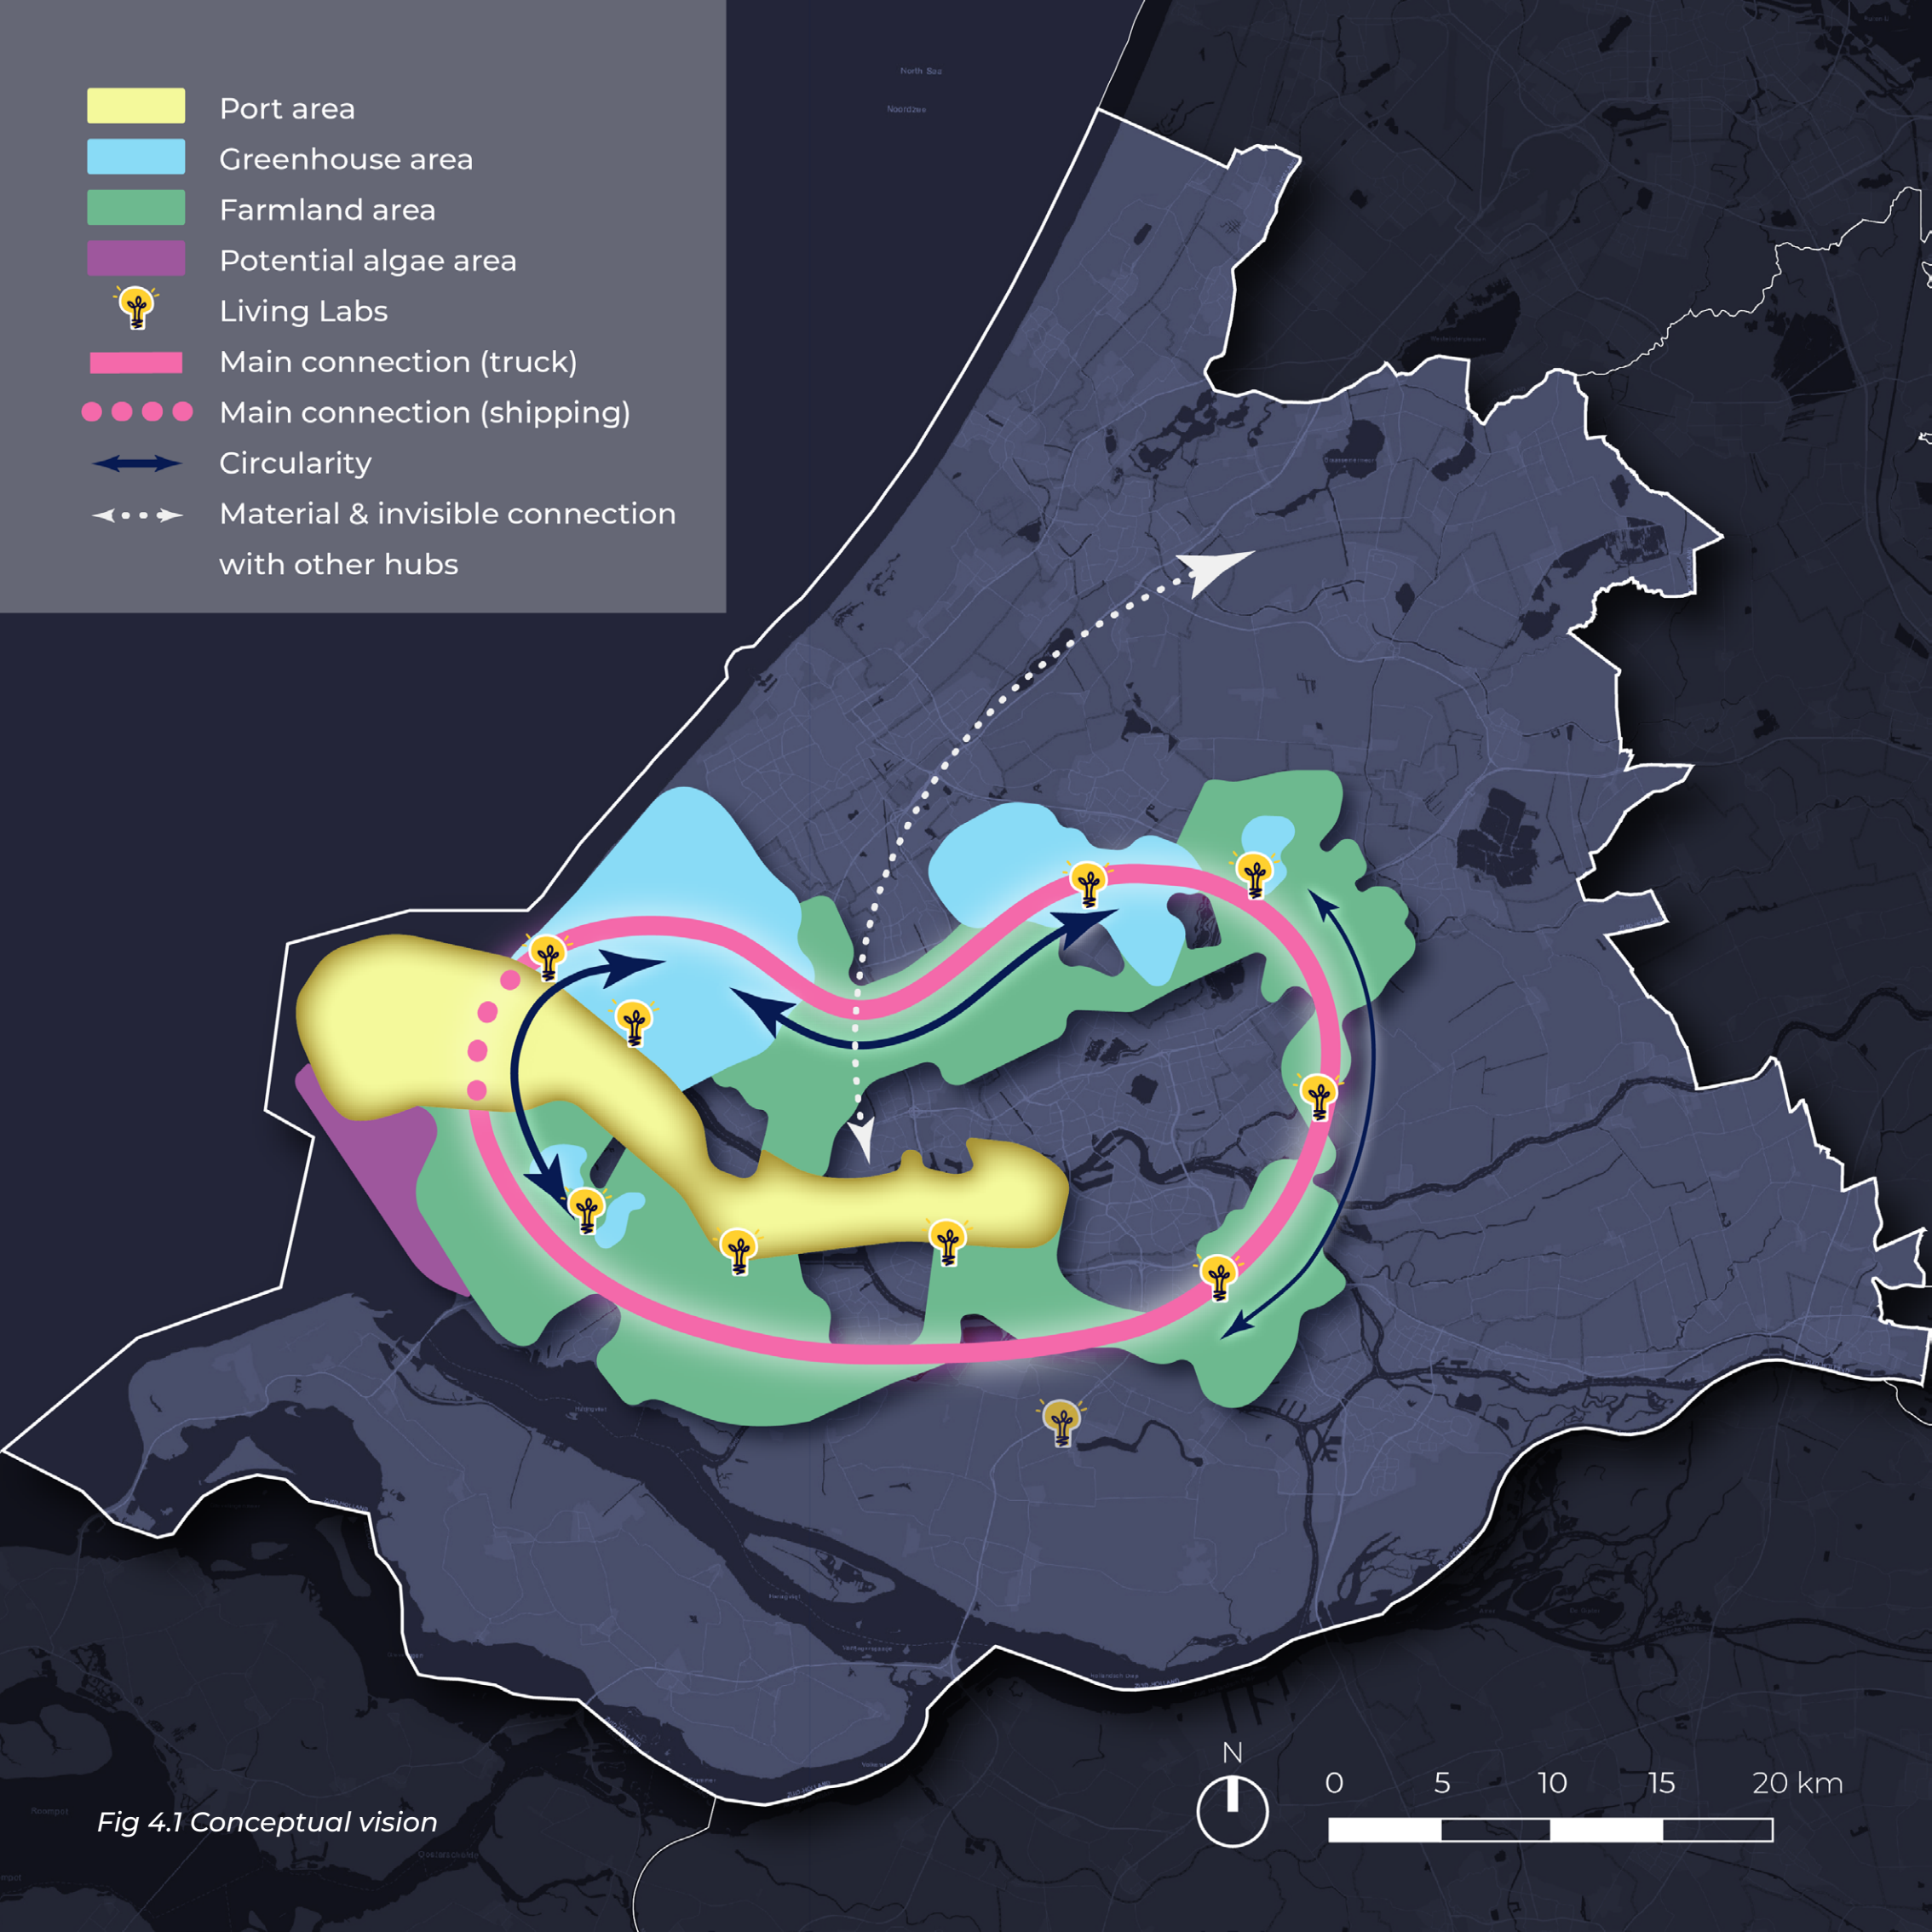 North Sea
Noordzee
Port area
Greenhouse area
Farmland area
Potential algae area
Living Labs
Main connection (truck)
Main connection (shipping)
Circularity
Material & invisible connection
with other hubs
N
0 5 10 15 20 km
Fig 4.1 Conceptual vision